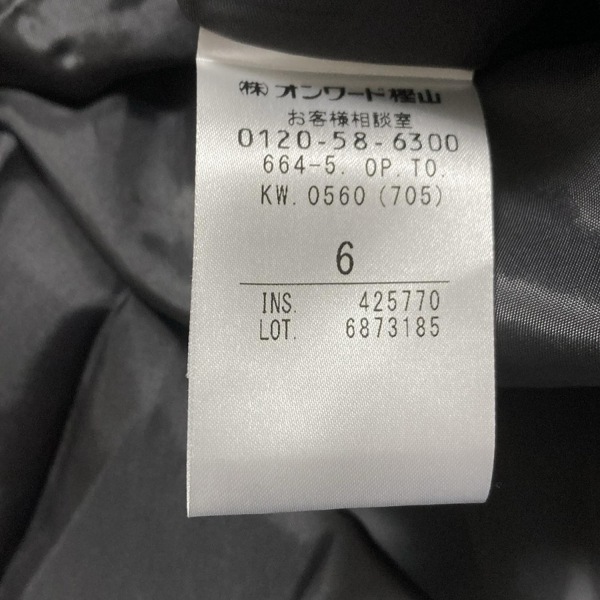 (株)オンワード樫山
お客様相談室
0120-58-6300
664-5. OP.TO.
KW. 0560 (705)
6
INS. 425770
LOT. 6873185